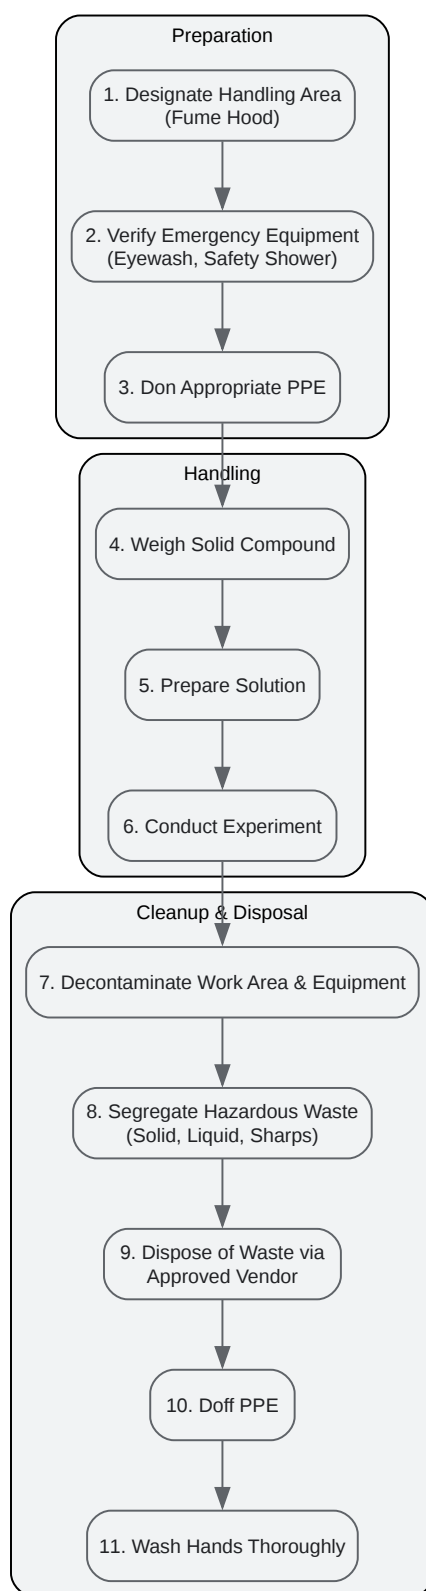 Preparation
1. Designate Handling Area
(Fume Hood)
2. Verify Emergency Equipment
(Eyewash, Safety Shower)
3. Don Appropriate PPE
Handling
4. Weigh Solid Compound
5. Prepare Solution
6. Conduct Experiment
Cleanup & Disposal
7. Decontaminate Work Area & Equipment
8. Segregate Hazardous Waste
(Solid, Liquid, Sharps)
9. Dispose of Waste via
Approved Vendor
10. Doff PPE
11. Wash Hands Thoroughly